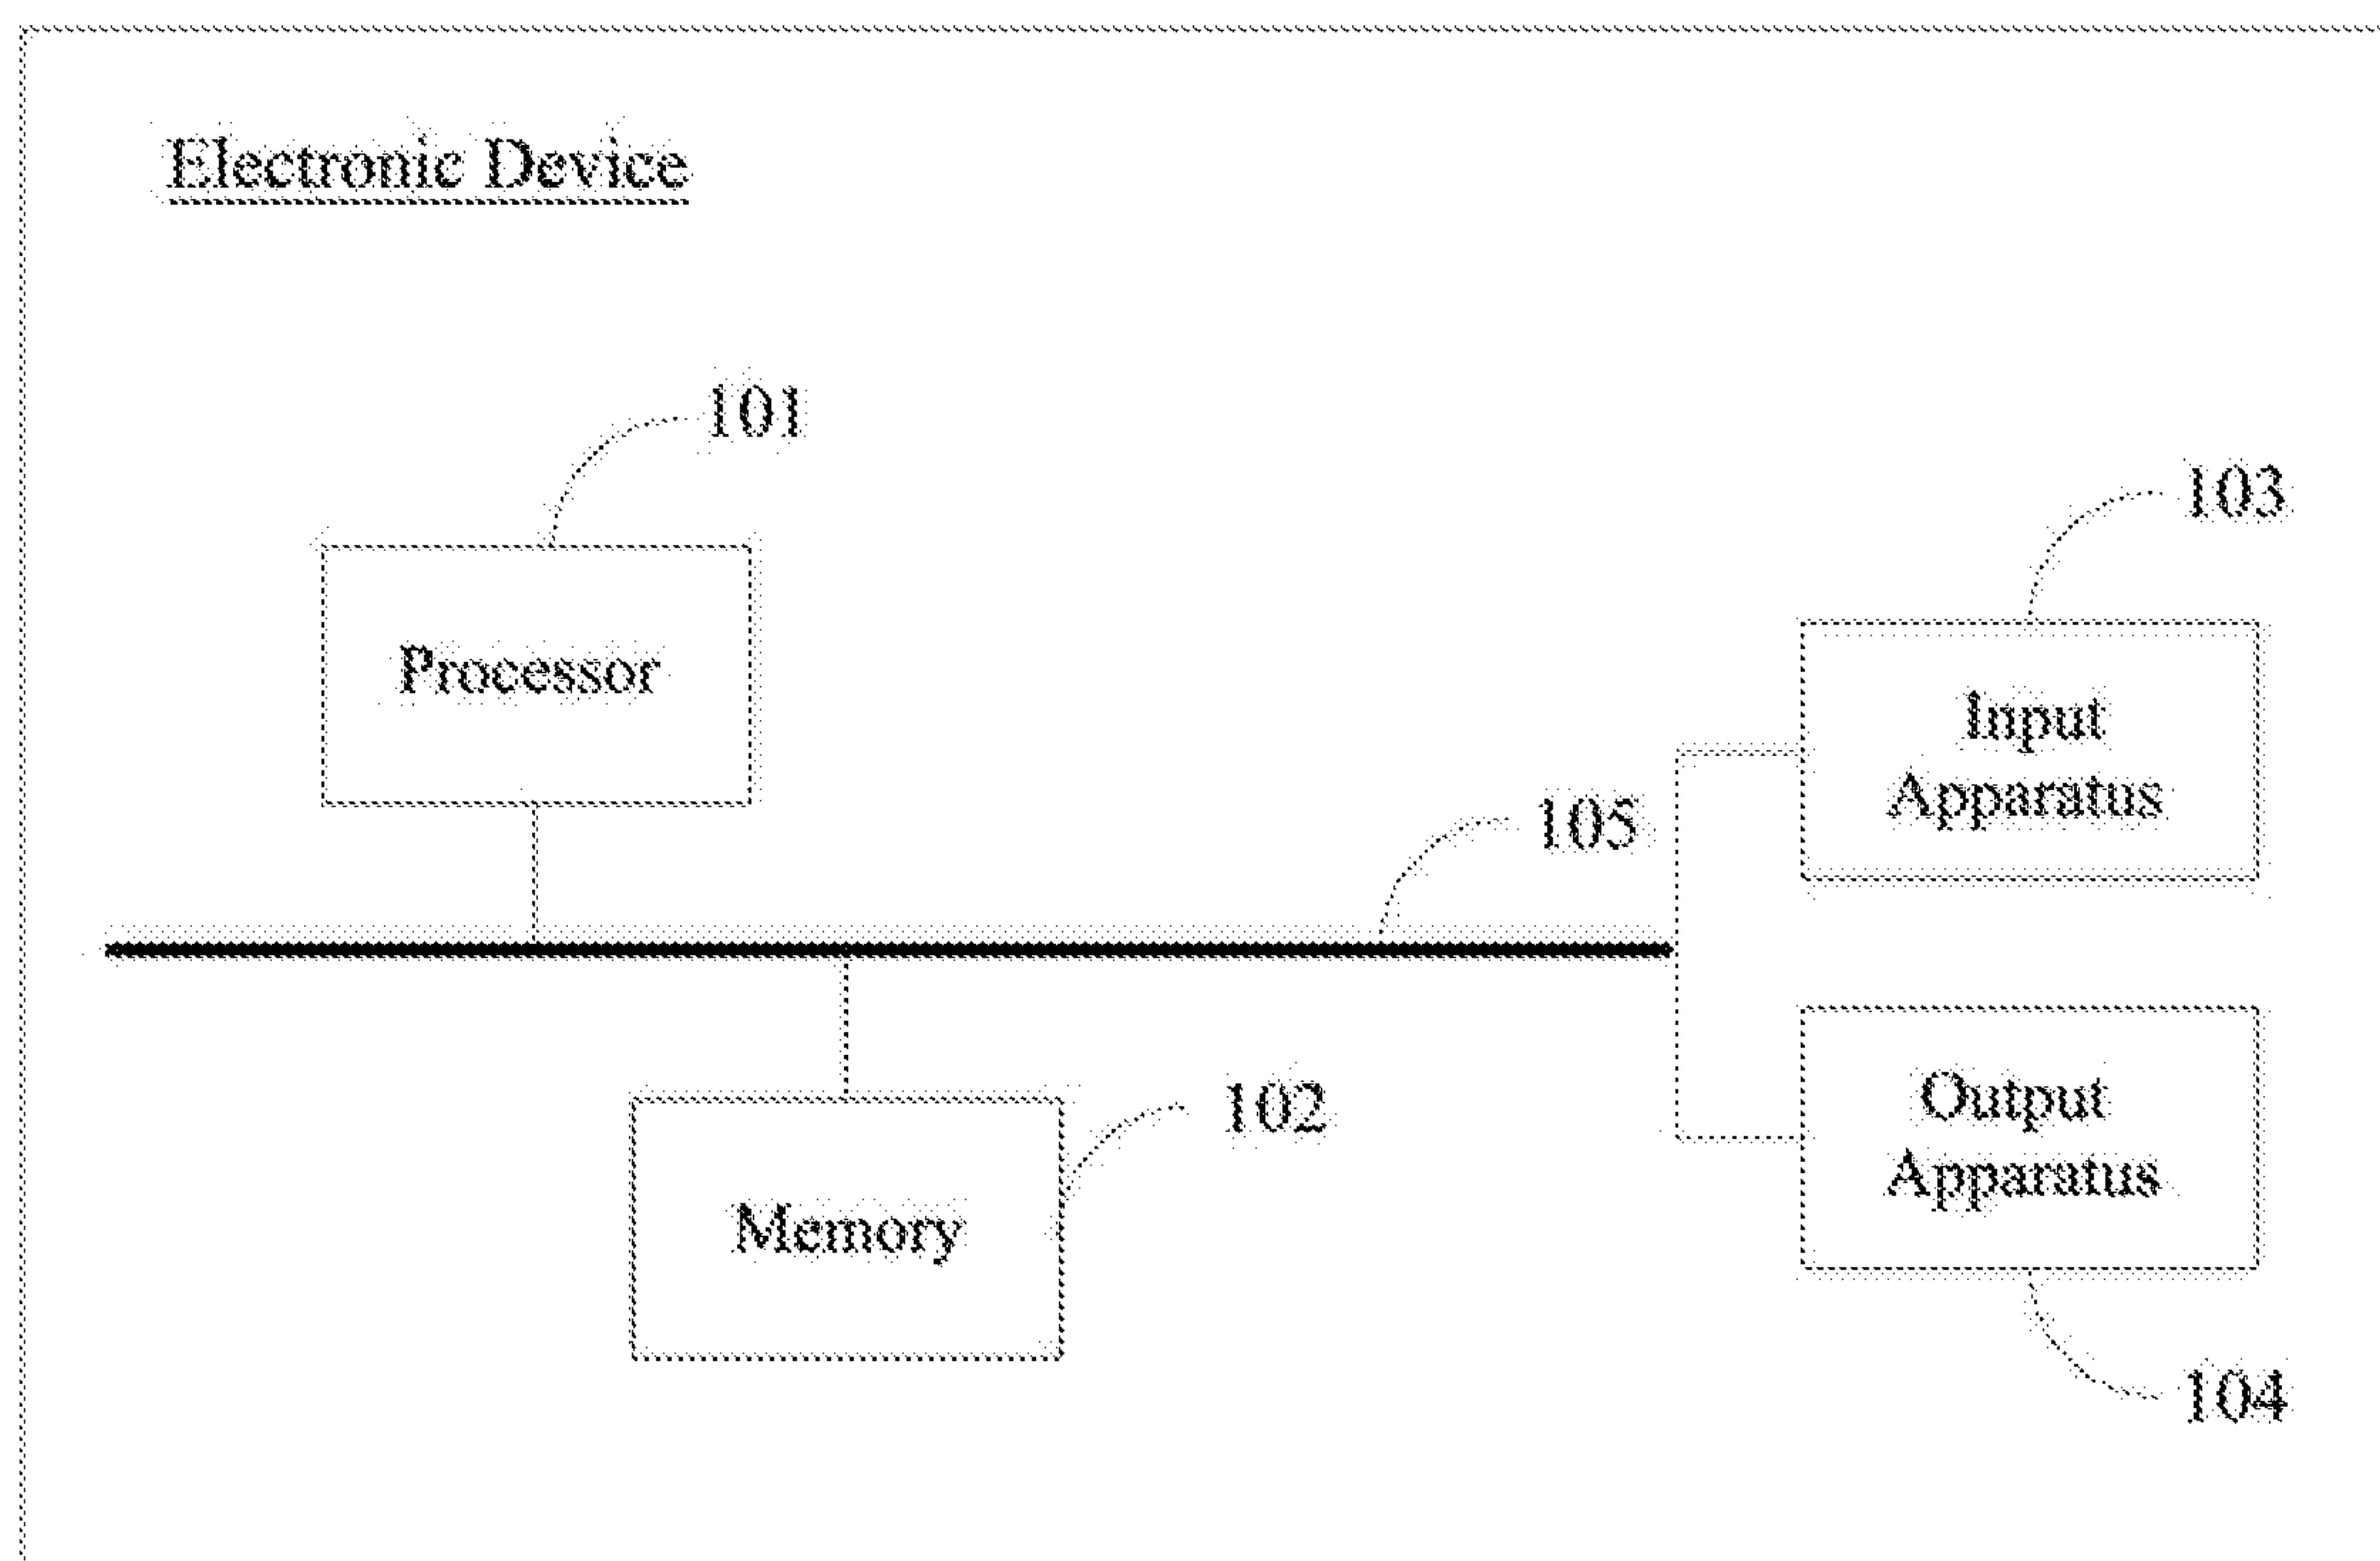 Electronic Device
101
103
Processor
Input
Apparatus
105
102
Output
Apparatus
Memory
104